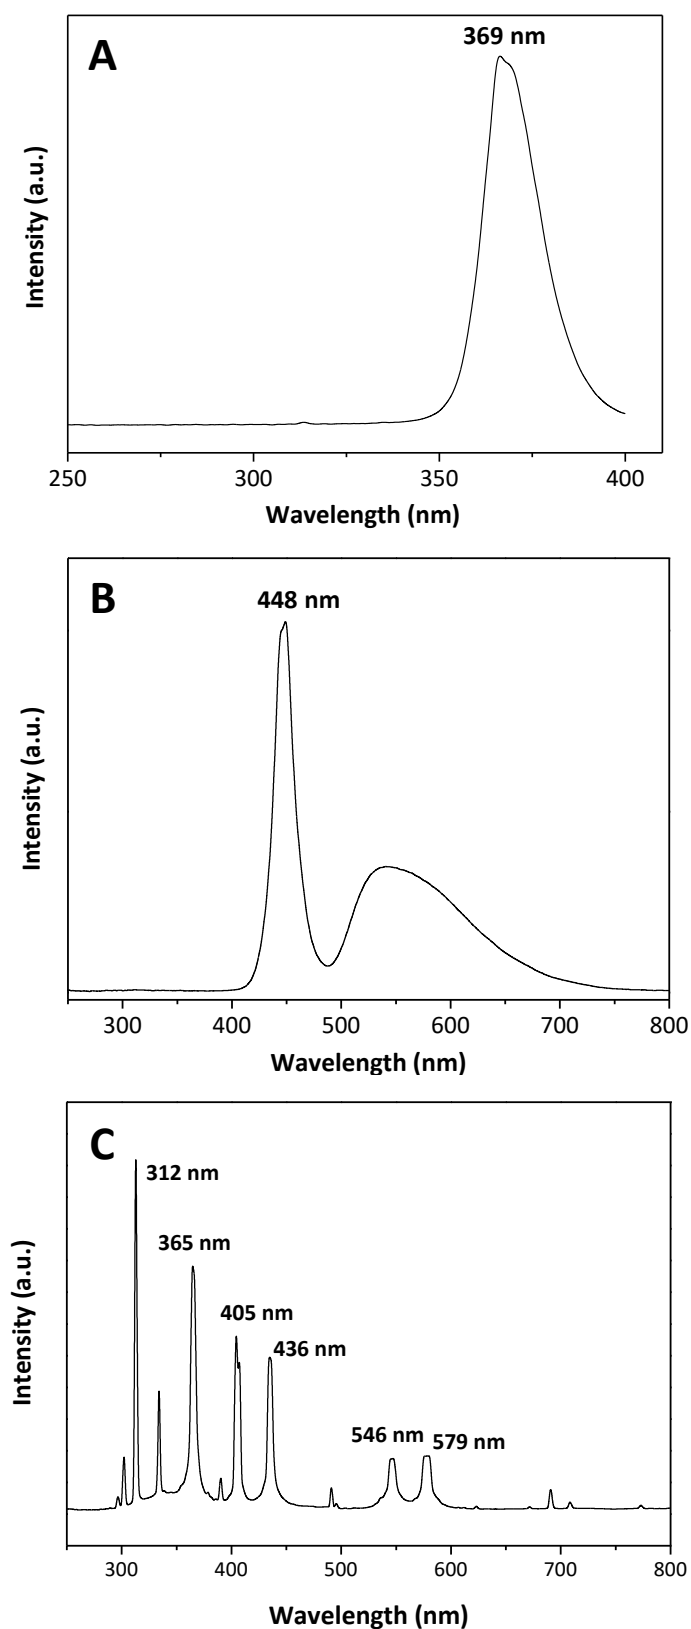 A
369 nm
Intensity (a.u.)
250 300 350 400
Wavelength (nm)
B
448 nm
Intensity (a.u.)
300 400 500 600 700 800
Wavelength (nm)
C
312 nm
365 nm
405 nm
436 nm
546 nm 579 nm
Intensity (a.u.)
300 400 500 600 700 800
Wavelength (nm)